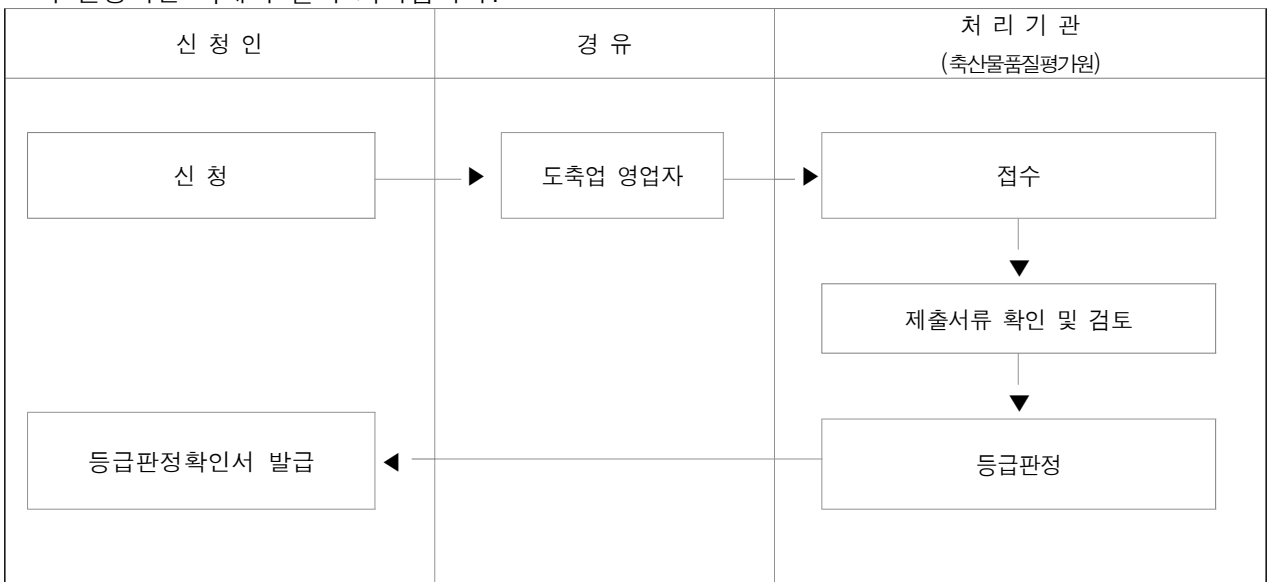 신 청 인
경 유
처 리 기 관
(축산물품질평가원)
신 청
도축업 영업자
접수
제출서류 확인 및 검토
등급판정확인서 발급
등급판정